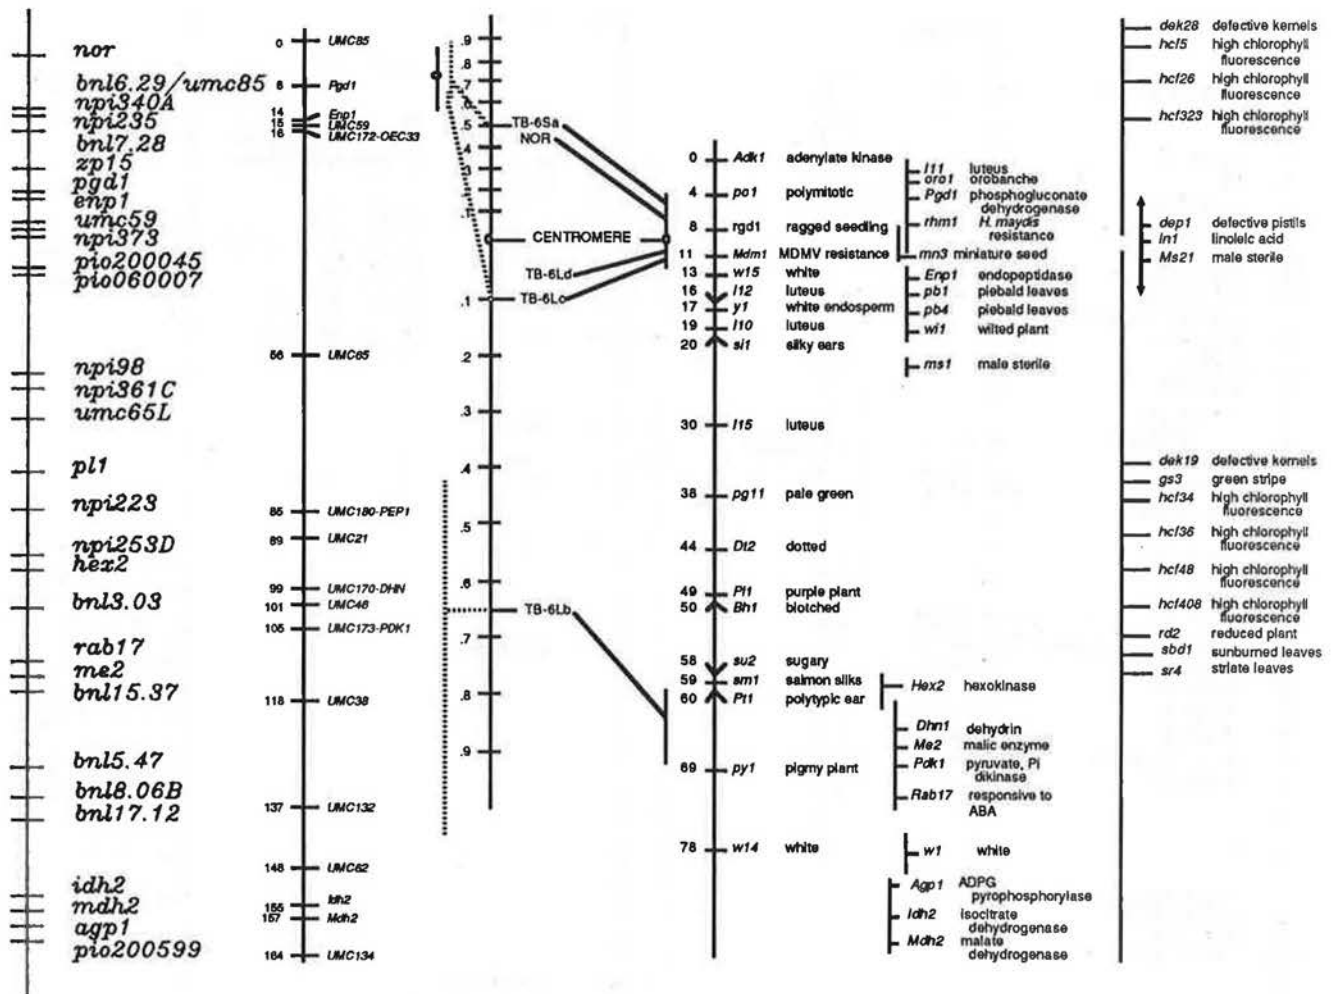 nor
bnl6.29/umc85
npi340A
npi235
bnl7.28
zp15
pgd1
enp1
umc59
npi373
pio200045
pio060007
npi98
npi361C
umc65L
pl1
npi223
npi253D
hex2
bnl3.03
rab17
me2
bnl15.37
bnl5.47
bnl8.06B
bnl17.12
idh2
mdh2
agp1
pio200599
0 UMC85
6 Pgd1
14 Enp1
15 UMC59
16 UMC172-OEC33
66 UMC65
85 UMC180-PEP1
89 UMC21
99 UMC170-DHN
101 UMC46
105 UMC173-PDK1
118 UMC38
137 UMC132
148 UMC62
155 Idh2
157 Mdh2
164 UMC134
.9
.8
.7
.6
.5 TB-6Sa
NOR
.4
.3
.2
.1
CENTROMERE
TB-6Ld
.1 TB-6Lc
.2
.3
.4
.5
.6
TB-6Lb
.7
.8
.9
0 Adk1 adenylate kinase
4 po1 polymitotic
8 rgd1 ragged seedling
11 Mdm1 MDMV resistance
13 w15 white
16 l12 luteus
17 y1 white endosperm
19 l10 luteus
20 si1 silky ears
30 l15 luteus
38 pg11 pale green
44 Dt2 dotted
49 Pl1 purple plant
50 Bh1 blotched
58 su2 sugary
59 sm1 salmon silks
60 Pt1 polytypic ear
69 py1 pigmy plant
78 w14 white
l11 luteus
oro1 orobanche
Pgd1 phosphogluconate
dehydrogenase
rhm1 H. maydis
resistance
mn3 miniature seed
Enp1 endopeptidase
pb1 piebald leaves
pb4 piebald leaves
wi1 wilted plant
ms1 male sterile
Hex2 hexokinase
Dhn1 dehydrin
Me2 malic enzyme
Pdk1 pyruvate, Pi
dikinase
Rab17 responsive to
ABA
w1 white
Agp1 ADPG
pyrophosphorylase
Idh2 isocitrate
dehydrogenase
Mdh2 malate
dehydrogenase
dek28 defective kernels
hcf5 high chlorophyll
fluorescence
hcf26 high chlorophyll
fluorescence
hcf323 high chlorophyll
fluorescence
dep1 defective pistils
ln1 linoleic acid
Ms21 male sterile
dek19 defective kernels
gs3 green stripe
hcf34 high chlorophyll
fluorescence
hcf36 high chlorophyll
fluorescence
hcf48 high chlorophyll
fluorescence
hcf408 high chlorophyll
fluorescence
rd2 reduced plant
sbd1 sunburned leaves
sr4 striate leaves